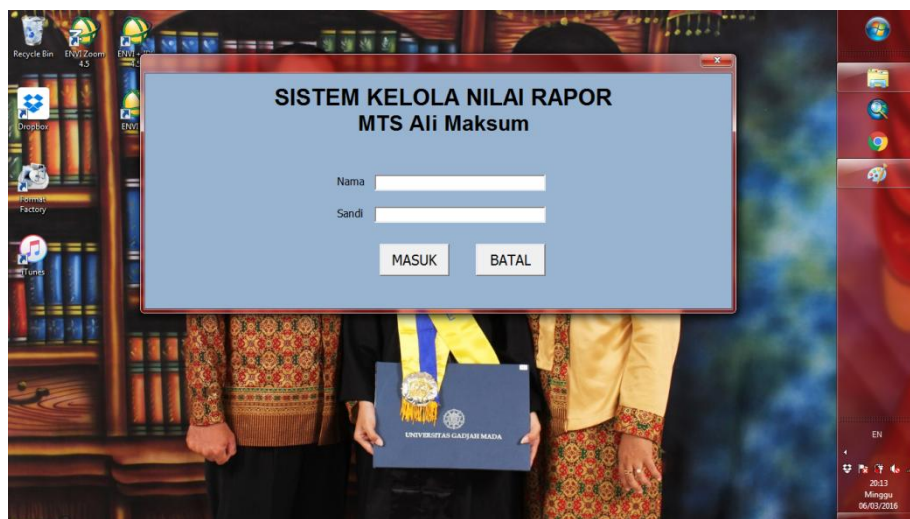 Recycle Bin
ENVI Zoom
4.5
ENVI +
Dropbox
ENVI
Format
Factory
iTunes
SISTEM KELOLA NILAI RAPOR
MTS Ali Maksum
Nama
Sandi
MASUK
BATAL
UNIVERSITAS GADJAH MADA
EN
20:13
Minggu
06/03/2016